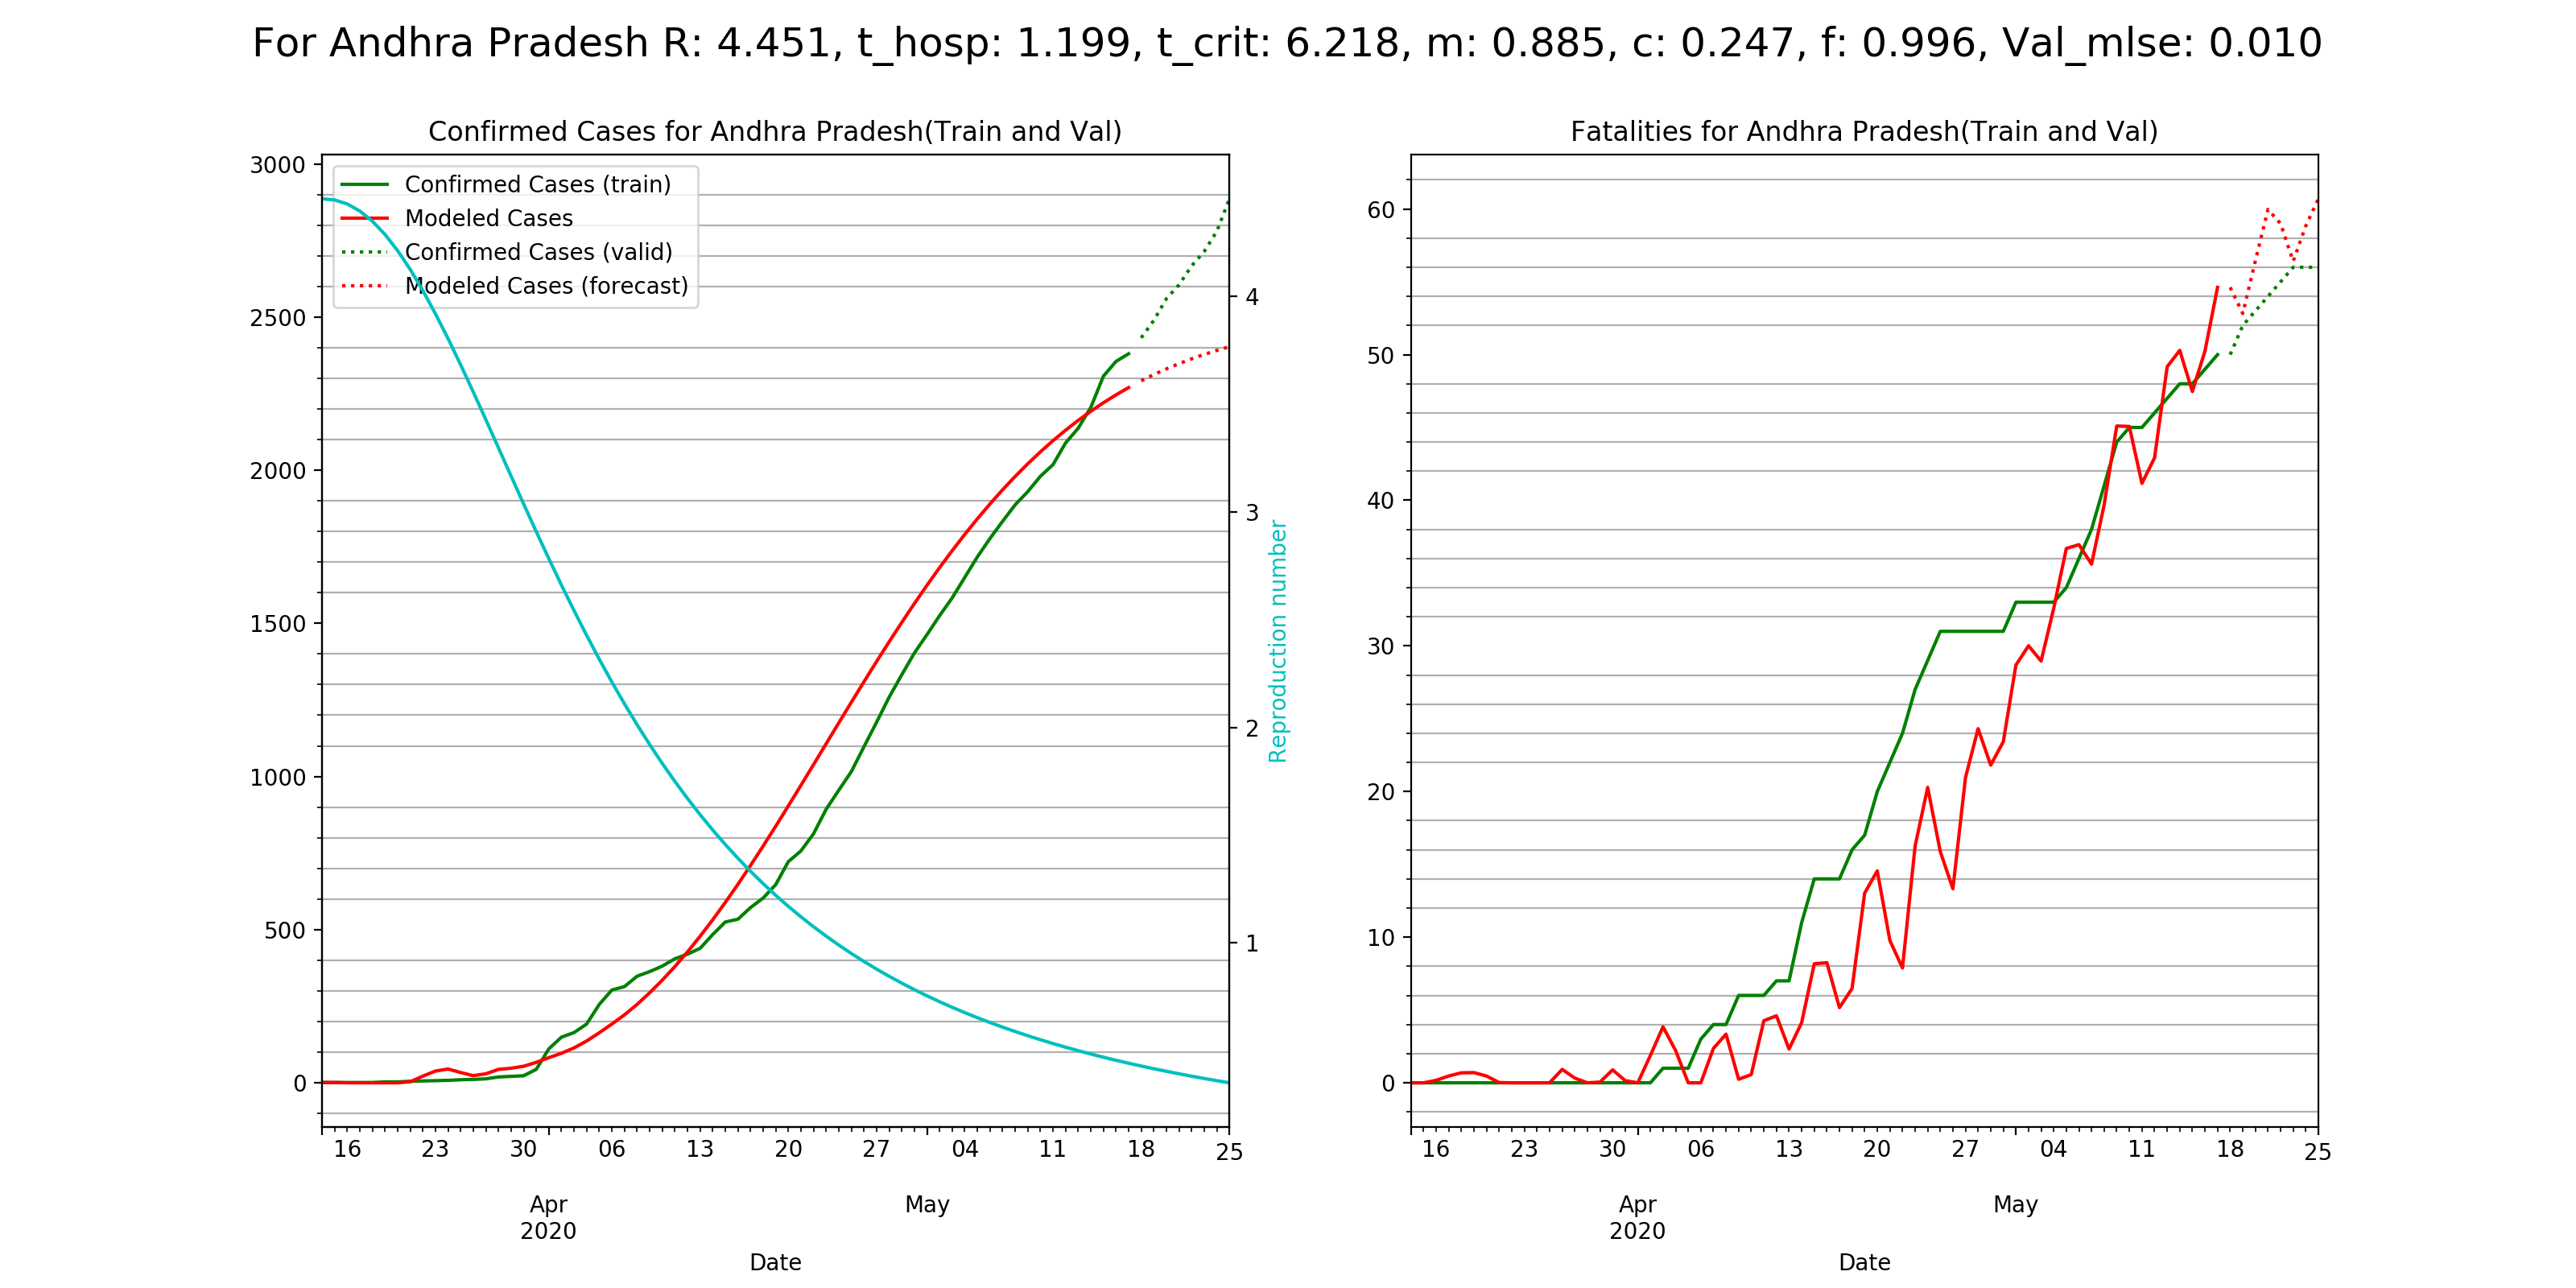 For Andhra Pradesh R: 4.451, t_hosp: 1.199, t_crit: 6.218, m: 0.885, c: 0.247, f: 0.996, Val_mlse: 0.010
Confirmed Cases for Andhra Pradesh(Train and Val)
3000
2500
2000
1500
1000
500
0
Confirmed Cases (train)
Modeled Cases
Confirmed Cases (valid)
Modeled Cases (forecast)
4
3
2
1
Reproduction number
16 23 30 06 13 20 27 04 11 18 25
Apr May
2020
Date
Fatalities for Andhra Pradesh(Train and Val)
60
50
40
30
20
10
0
16 23 30 06 13 20 27 04 11 18 25
Apr May
2020
Date